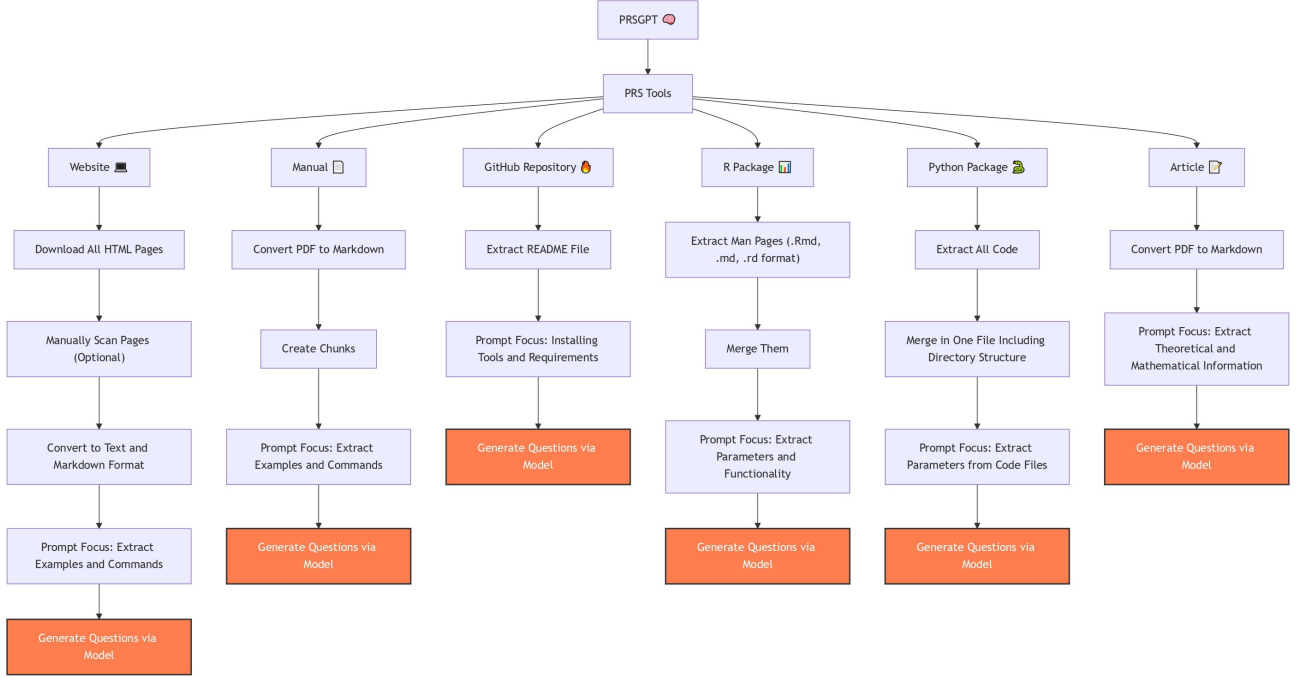 PRSGPT 🧠
PRS Tools
Website 💻
Manual 📄
GitHub Repository 🔥
R Package 📊
Python Package 🐍
Article 📝
Download All HTML Pages
Convert PDF to Markdown
Extract README File
Extract Man Pages (.Rmd,
.md, .rd format)
Extract All Code
Convert PDF to Markdown
Manually Scan Pages
(Optional)
Create Chunks
Prompt Focus: Installing
Tools and Requirements
Merge Them
Merge in One File Including
Directory Structure
Prompt Focus: Extract
Theoretical and
Mathematical Information
Convert to Text and
Markdown Format
Prompt Focus: Extract
Examples and Commands
Generate Questions via
Model
Prompt Focus: Extract
Parameters and
Functionality
Prompt Focus: Extract
Parameters from Code Files
Generate Questions via
Model
Prompt Focus: Extract
Examples and Commands
Generate Questions via
Model
Generate Questions via
Model
Generate Questions via
Model
Generate Questions via
Model